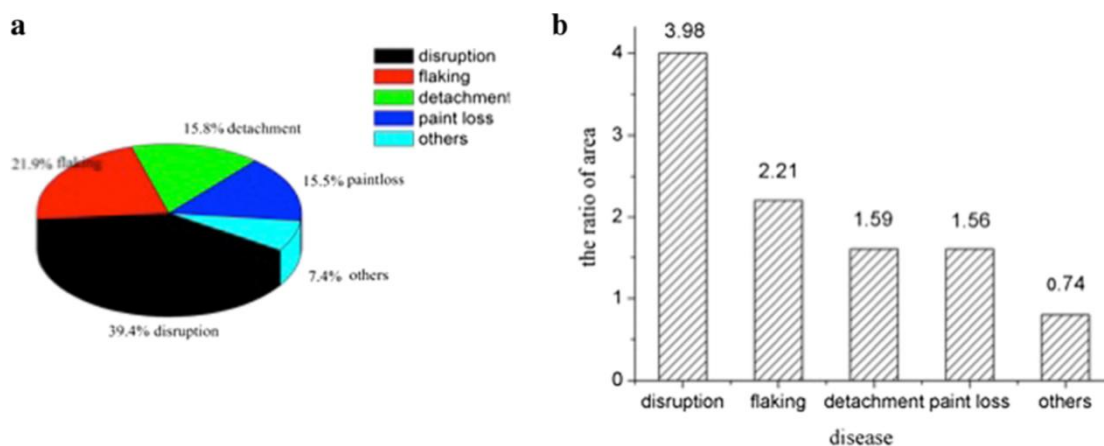 a
disruption
flaking
detachment
paint loss
others
15.8% detachment
21.9% flaking
15.5% paintloss
7.4% others
39.4% disruption
b
the ratio of area
4
3
2
1
0
3.98
2.21
1.59
1.56
0.74
disruption
flaking
detachment
paint loss
others
disease